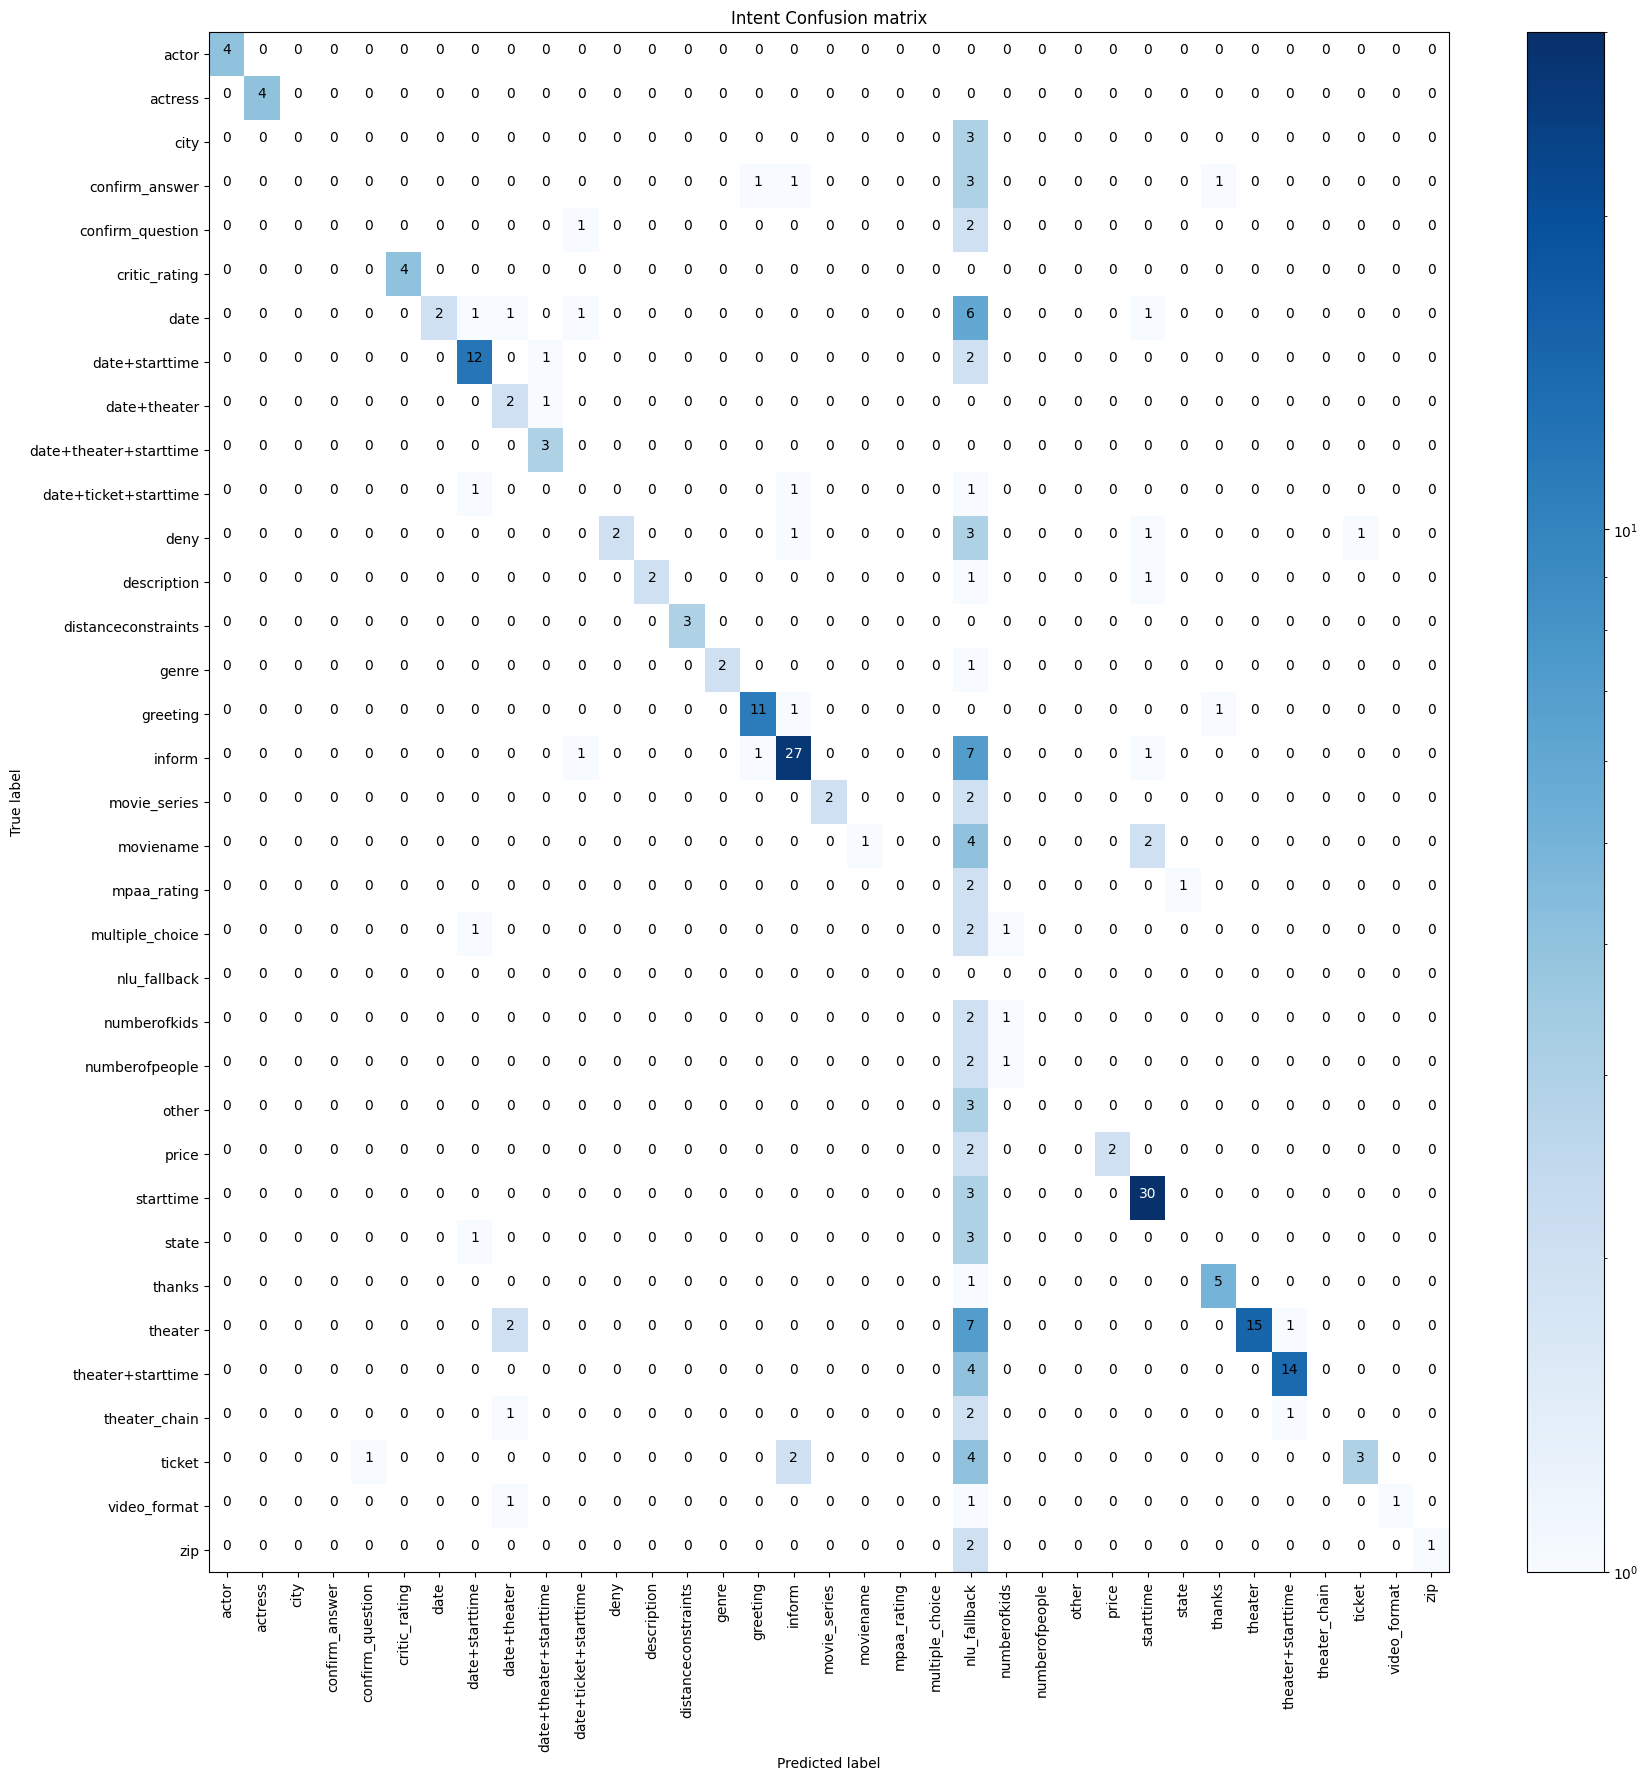 Intent Confusion matrix
actor 4 0 0 0 0 0 0 0 0 0 0 0 0 0 0 0 0 0 0 0 0 0 0 0 0 0 0 0 0 0 0 0 0 0 0
actress 0 4 0 0 0 0 0 0 0 0 0 0 0 0 0 0 0 0 0 0 0 0 0 0 0 0 0 0 0 0 0 0 0 0 0
city 0 0 0 0 0 0 0 0 0 0 0 0 0 0 0 0 0 0 0 0 0 3 0 0 0 0 0 0 0 0 0 0 0 0 0
confirm_answer 0 0 0 0 0 0 0 0 0 0 0 0 0 0 0 1 1 0 0 0 0 3 0 0 0 0 0 0 1 0 0 0 0 0 0
confirm_question 0 0 0 0 0 0 0 0 0 0 1 0 0 0 0 0 0 0 0 0 0 2 0 0 0 0 0 0 0 0 0 0 0 0 0
critic_rating 0 0 0 0 0 4 0 0 0 0 0 0 0 0 0 0 0 0 0 0 0 0 0 0 0 0 0 0 0 0 0 0 0 0 0
date 0 0 0 0 0 0 2 1 1 0 1 0 0 0 0 0 0 0 0 0 0 6 0 0 0 0 1 0 0 0 0 0 0 0 0
date+starttime 0 0 0 0 0 0 0 12 0 1 0 0 0 0 0 0 0 0 0 0 0 2 0 0 0 0 0 0 0 0 0 0 0 0 0
date+theater 0 0 0 0 0 0 0 0 2 1 0 0 0 0 0 0 0 0 0 0 0 0 0 0 0 0 0 0 0 0 0 0 0 0 0
date+theater+starttime 0 0 0 0 0 0 0 0 0 3 0 0 0 0 0 0 0 0 0 0 0 0 0 0 0 0 0 0 0 0 0 0 0 0 0
date+ticket+starttime 0 0 0 0 0 0 0 1 0 0 0 0 0 0 0 0 1 0 0 0 0 1 0 0 0 0 0 0 0 0 0 0 0 0 0
deny 0 0 0 0 0 0 0 0 0 0 0 2 0 0 0 0 1 0 0 0 0 3 0 0 0 0 1 0 0 0 0 0 1 0 0
description 0 0 0 0 0 0 0 0 0 0 0 0 2 0 0 0 0 0 0 0 0 1 0 0 0 0 1 0 0 0 0 0 0 0 0
distanceconstraints 0 0 0 0 0 0 0 0 0 0 0 0 0 3 0 0 0 0 0 0 0 0 0 0 0 0 0 0 0 0 0 0 0 0 0
genre 0 0 0 0 0 0 0 0 0 0 0 0 0 0 2 0 0 0 0 0 0 1 0 0 0 0 0 0 0 0 0 0 0 0 0
greeting 0 0 0 0 0 0 0 0 0 0 0 0 0 0 0 11 1 0 0 0 0 0 0 0 0 0 0 0 1 0 0 0 0 0 0
inform 0 0 0 0 0 0 0 0 0 0 1 0 0 0 0 1 27 0 0 0 0 7 0 0 0 0 1 0 0 0 0 0 0 0 0
movie_series 0 0 0 0 0 0 0 0 0 0 0 0 0 0 0 0 0 2 0 0 0 2 0 0 0 0 0 0 0 0 0 0 0 0 0
moviename 0 0 0 0 0 0 0 0 0 0 0 0 0 0 0 0 0 0 1 0 0 4 0 0 0 0 2 0 0 0 0 0 0 0 0
mpaa_rating 0 0 0 0 0 0 0 0 0 0 0 0 0 0 0 0 0 0 0 0 0 2 0 0 0 0 0 1 0 0 0 0 0 0 0
multiple_choice 0 0 0 0 0 0 0 1 0 0 0 0 0 0 0 0 0 0 0 0 0 2 1 0 0 0 0 0 0 0 0 0 0 0 0
nlu_fallback 0 0 0 0 0 0 0 0 0 0 0 0 0 0 0 0 0 0 0 0 0 0 0 0 0 0 0 0 0 0 0 0 0 0 0
numberofkids 0 0 0 0 0 0 0 0 0 0 0 0 0 0 0 0 0 0 0 0 0 2 1 0 0 0 0 0 0 0 0 0 0 0 0
numberofpeople 0 0 0 0 0 0 0 0 0 0 0 0 0 0 0 0 0 0 0 0 0 2 1 0 0 0 0 0 0 0 0 0 0 0 0
other 0 0 0 0 0 0 0 0 0 0 0 0 0 0 0 0 0 0 0 0 0 3 0 0 0 0 0 0 0 0 0 0 0 0 0
price 0 0 0 0 0 0 0 0 0 0 0 0 0 0 0 0 0 0 0 0 0 2 0 0 0 2 0 0 0 0 0 0 0 0 0
starttime 0 0 0 0 0 0 0 0 0 0 0 0 0 0 0 0 0 0 0 0 0 3 0 0 0 0 30 0 0 0 0 0 0 0 0
state 0 0 0 0 0 0 0 1 0 0 0 0 0 0 0 0 0 0 0 0 0 3 0 0 0 0 0 0 0 0 0 0 0 0 0
thanks 0 0 0 0 0 0 0 0 0 0 0 0 0 0 0 0 0 0 0 0 0 1 0 0 0 0 0 0 5 0 0 0 0 0 0
theater 0 0 0 0 0 0 0 0 2 0 0 0 0 0 0 0 0 0 0 0 0 7 0 0 0 0 0 0 0 15 1 0 0 0 0
theater+starttime 0 0 0 0 0 0 0 0 0 0 0 0 0 0 0 0 0 0 0 0 0 4 0 0 0 0 0 0 0 0 14 0 0 0 0
theater_chain 0 0 0 0 0 0 0 0 1 0 0 0 0 0 0 0 0 0 0 0 0 2 0 0 0 0 0 0 0 0 1 0 0 0 0
ticket 0 0 0 0 1 0 0 0 0 0 0 0 0 0 0 0 2 0 0 0 0 4 0 0 0 0 0 0 0 0 0 0 3 0 0
video_format 0 0 0 0 0 0 0 0 1 0 0 0 0 0 0 0 0 0 0 0 0 1 0 0 0 0 0 0 0 0 0 0 0 1 0
zip 0 0 0 0 0 0 0 0 0 0 0 0 0 0 0 0 0 0 0 0 0 2 0 0 0 0 0 0 0 0 0 0 0 0 1
True label
actor
actress
city
confirm_answer
confirm_question
critic_rating
date
date+starttime
date+theater
date+theater+starttime
date+ticket+starttime
deny
description
distanceconstraints
genre
greeting
inform
movie_series
moviename
mpaa_rating
multiple_choice
nlu_fallback
numberofkids
numberofpeople
other
price
starttime
state
thanks
theater
theater+starttime
theater_chain
ticket
video_format
zip
Predicted label
10¹
10⁰